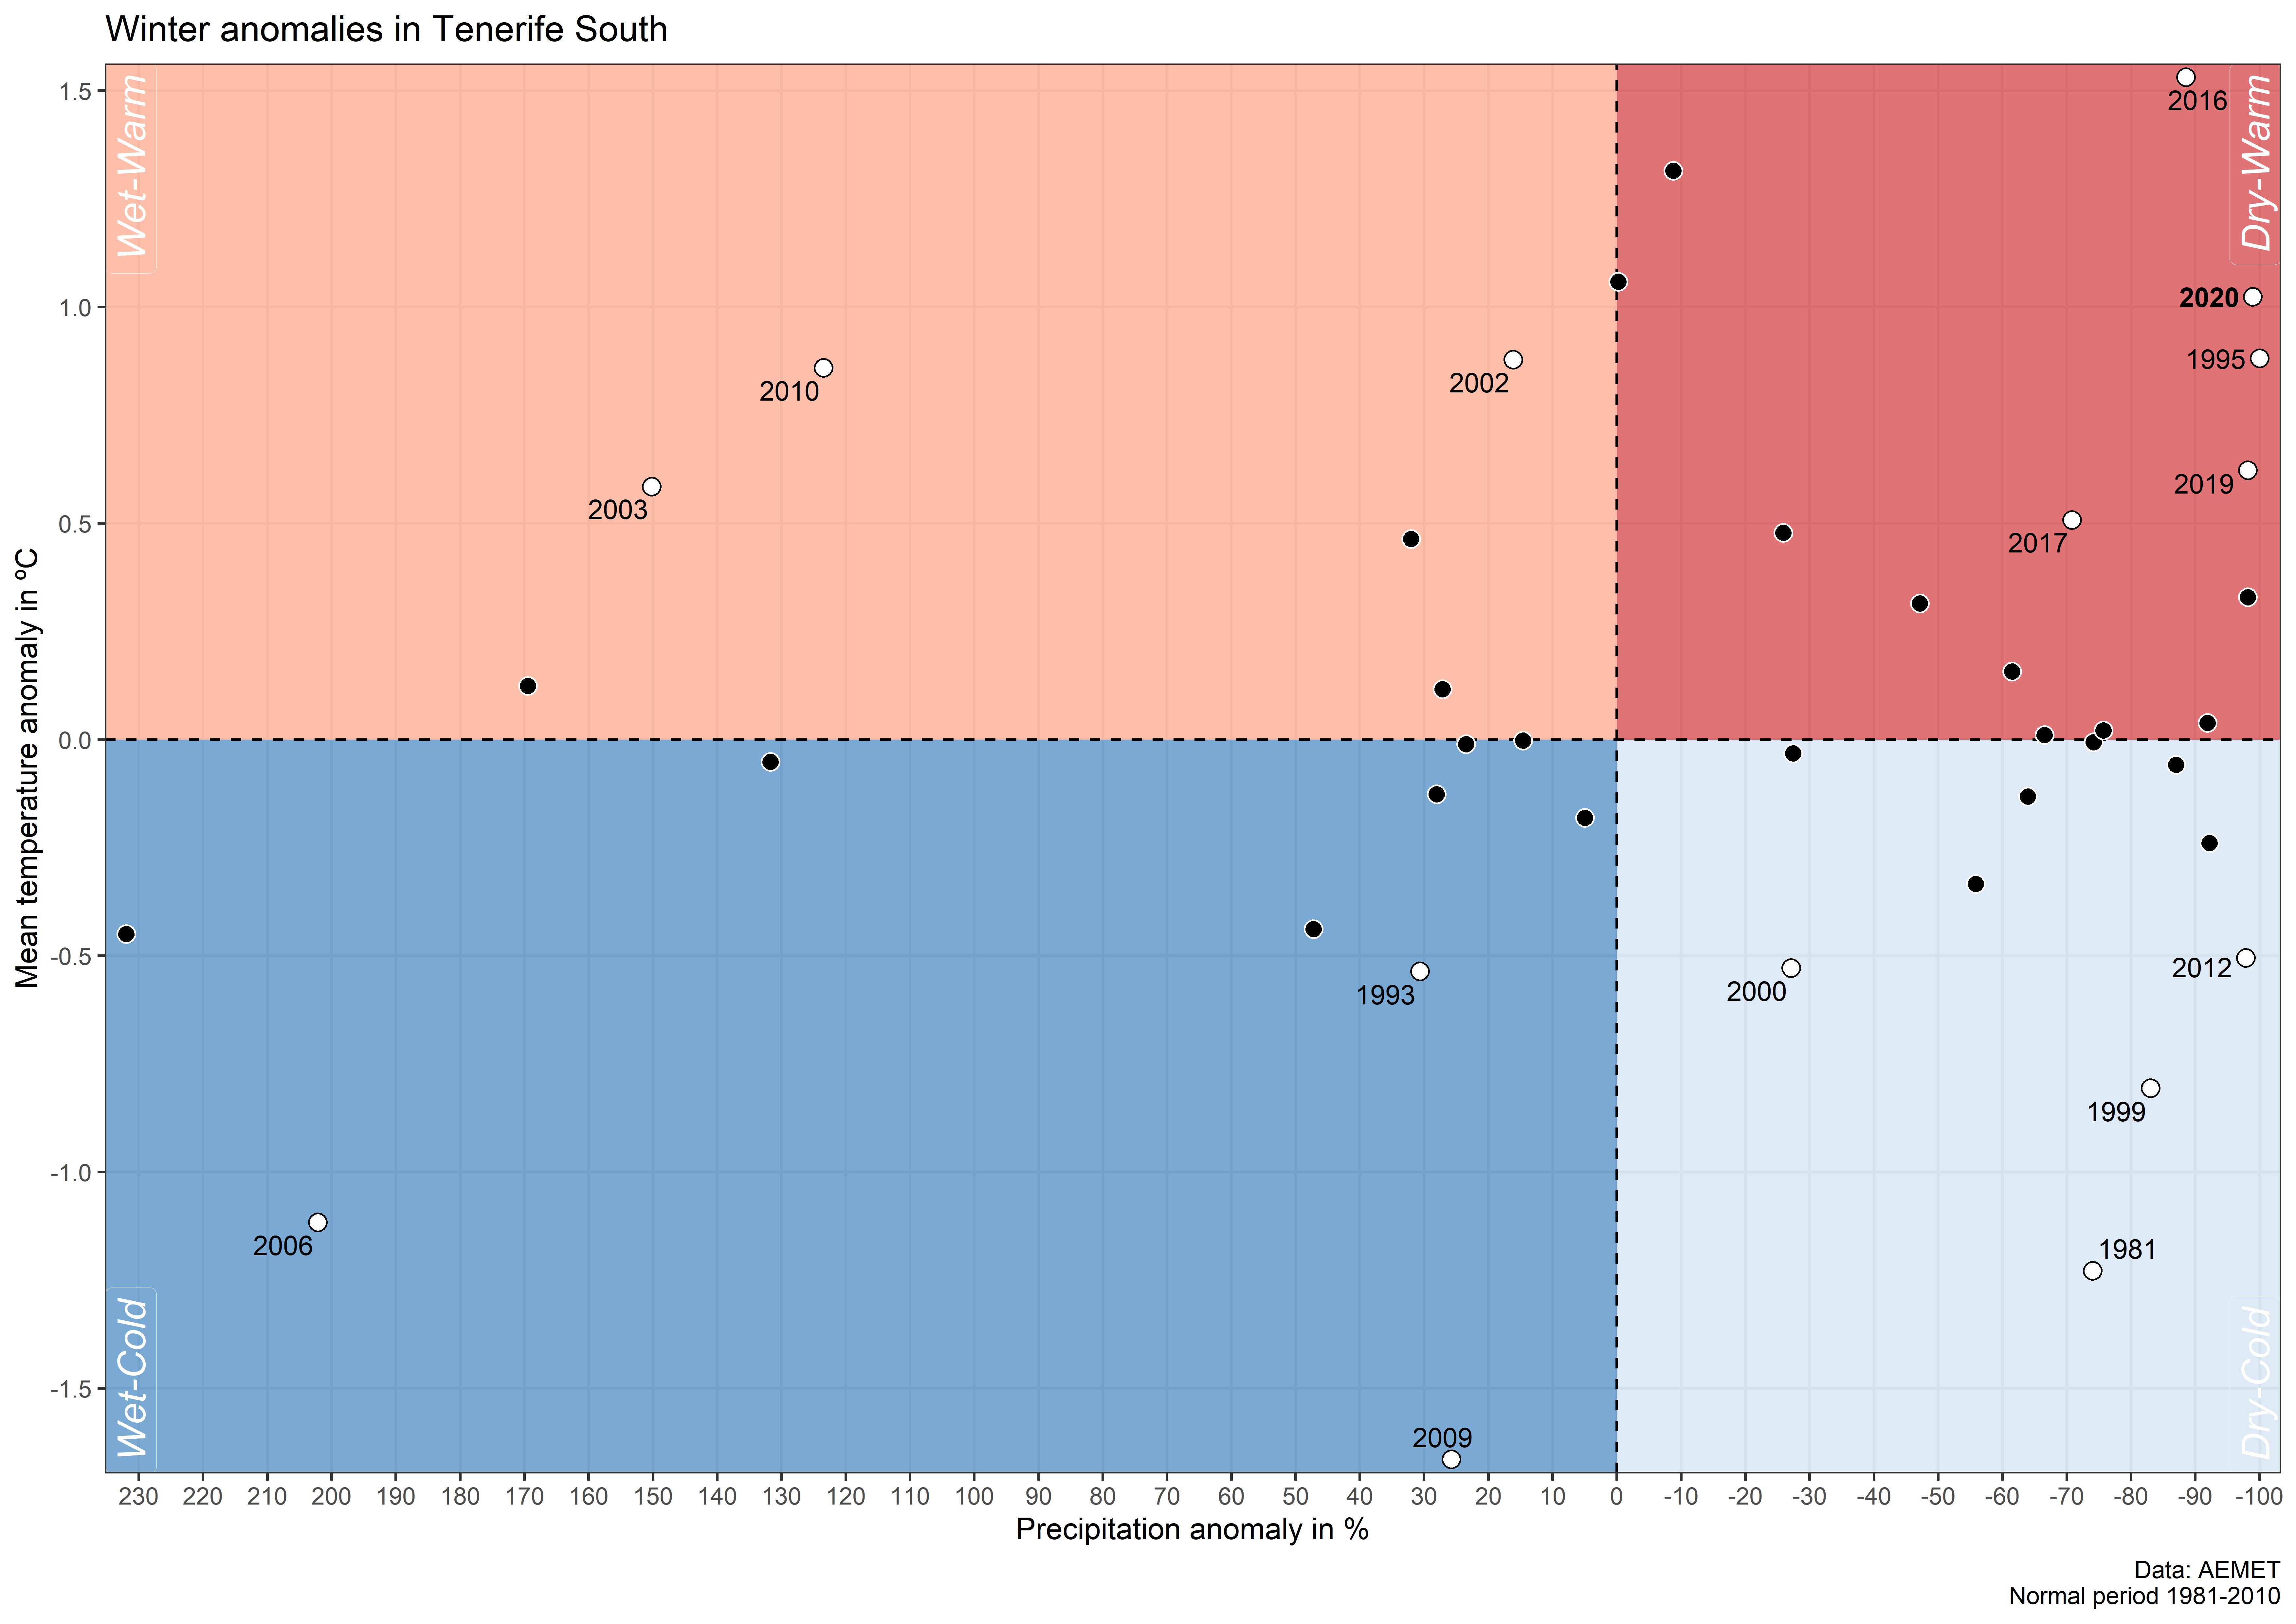 Winter anomalies in Tenerife South
Wet-Warm
Dry-Warm
1.5
2016
1.0
2020
1995
2010
2002
2019
2003
0.5
2017
Mean temperature anomaly in ºC
0.0
-0.5
2012
1993
2000
1999
-1.0
2006
1981
Wet-Cold
Dry-Cold
-1.5
2009
230 220 210 200 190 180 170 160 150 140 130 120 110 100 90 80 70 60 50 40 30 20 10 0 -10 -20 -30 -40 -50 -60 -70 -80 -90 -100
Precipitation anomaly in %
Data: AEMET
Normal period 1981-2010